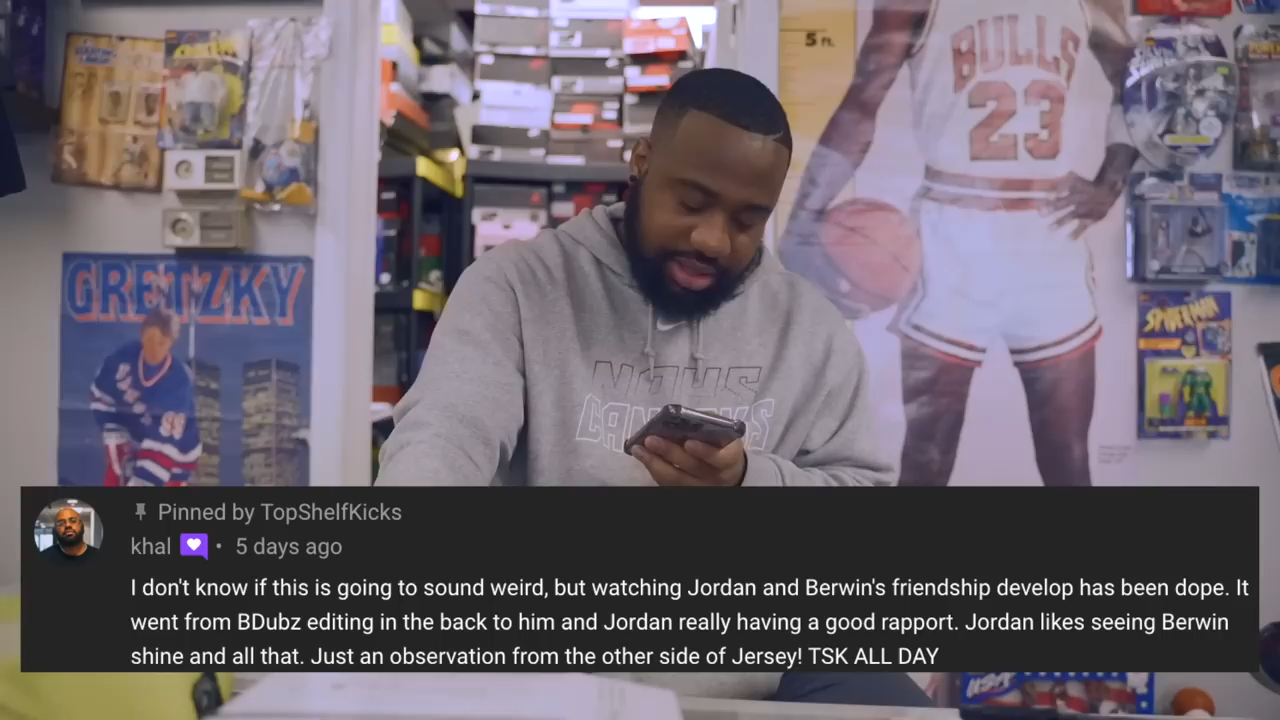 5 ft.
BULLS
23
GRETZKY
99
SPIDER-MAN
Pinned by TopShelfKicks
khal • 5 days ago
I don't know if this is going to sound weird, but watching Jordan and Berwin's friendship develop has been dope. It
went from BDubz editing in the back to him and Jordan really having a good rapport. Jordan likes seeing Berwin
shine and all that. Just an observation from the other side of Jersey! TSK ALL DAY
USA